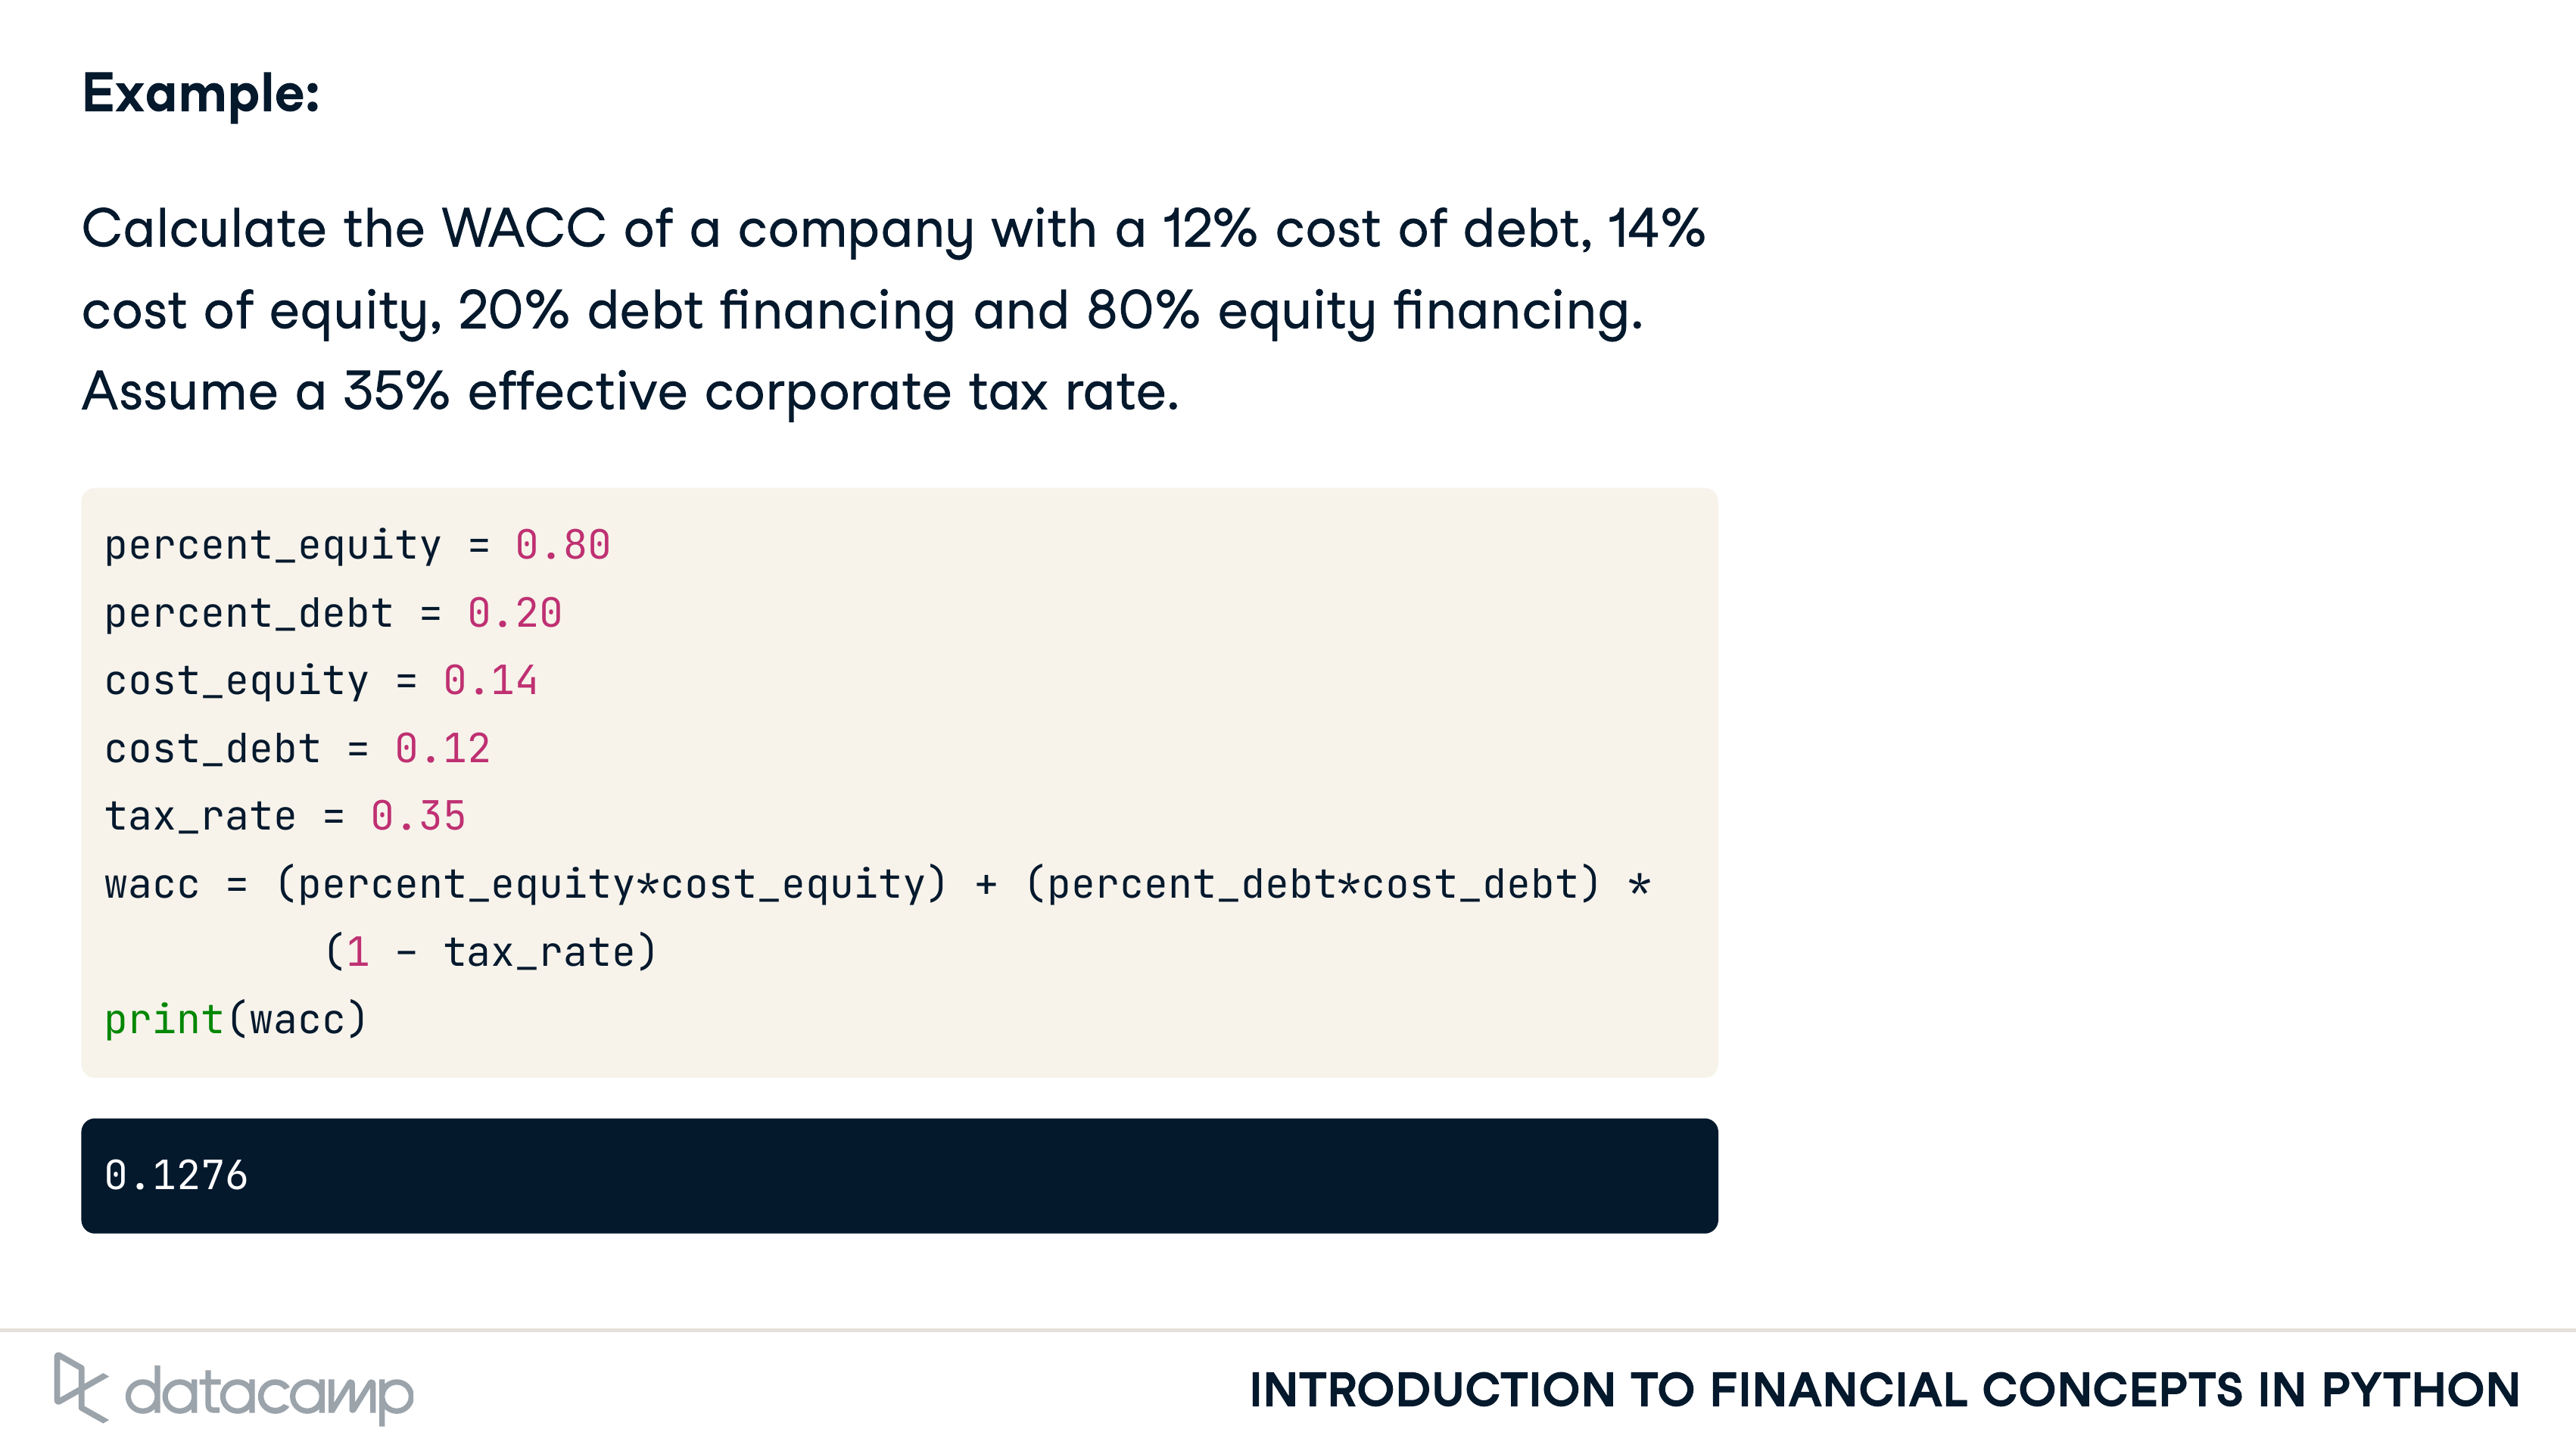 Example:
Calculate the WACC of a company with a 12% cost of debt, 14%
cost of equity, 20% debt financing and 80% equity financing.
Assume a 35% effective corporate tax rate.
percent_equity = 0.80
percent_debt = 0.20
cost_equity = 0.14
cost_debt = 0.12
tax_rate = 0.35
wacc = (percent_equity*cost_equity) + (percent_debt*cost_debt) *
(1 - tax_rate)
print(wacc)
0.1276
datacamp
INTRODUCTION TO FINANCIAL CONCEPTS IN PYTHON